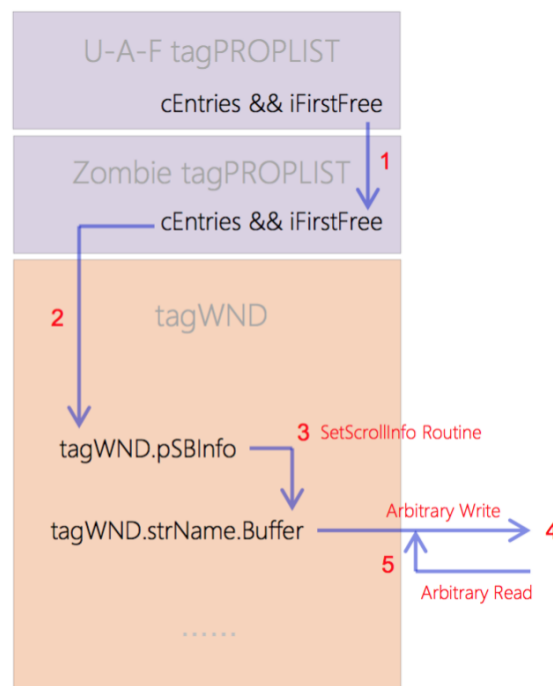 U-A-F tagPROPLIST
cEntries && iFirstFree
1
Zombie tagPROPLIST
cEntries && iFirstFree
2
tagWND
tagWND.pSBInfo
3 SetScrollInfo Routine
tagWND.strName.Buffer
Arbitrary Write
4
5
Arbitrary Read
......